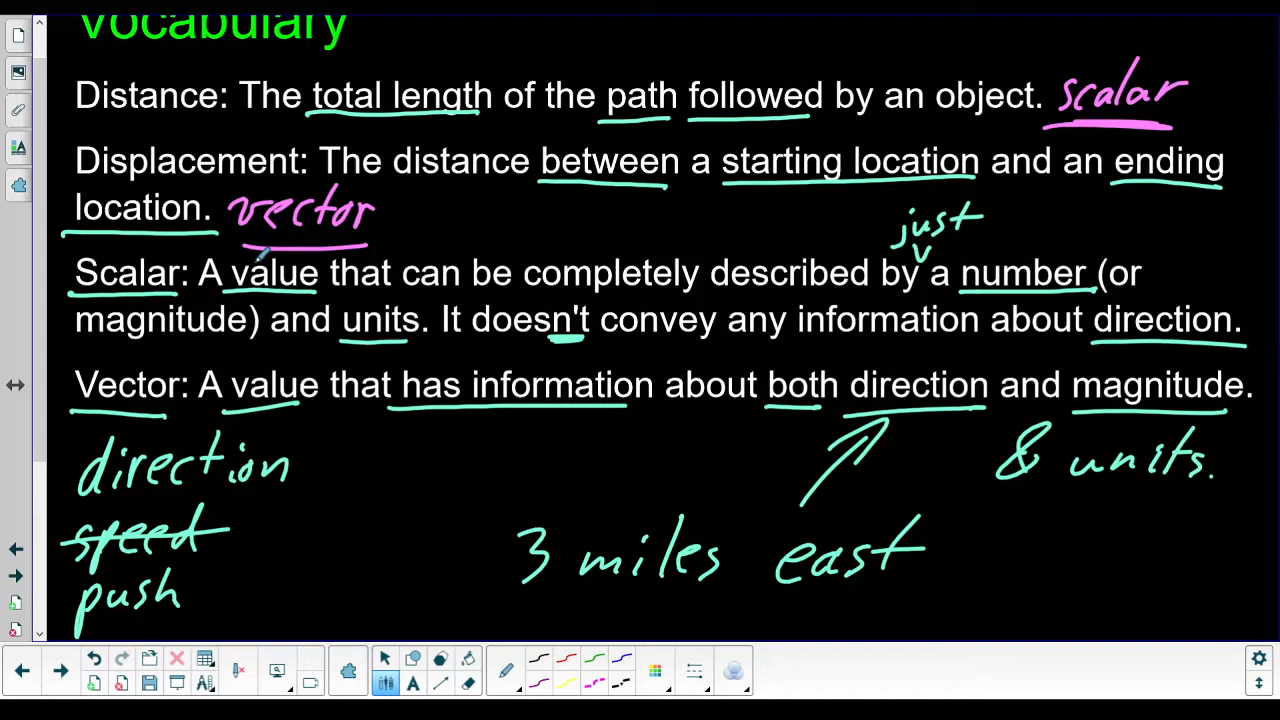 Vocabulary
Distance: The total length of the path followed by an object. scalar
Displacement: The distance between a starting location and an ending
location. vector
just
Scalar: A value that can be completely described by a number (or
magnitude) and units. It doesn't convey any information about direction.
Vector: A value that has information about both direction and magnitude.
direction
& units.
speed
3 miles east
push